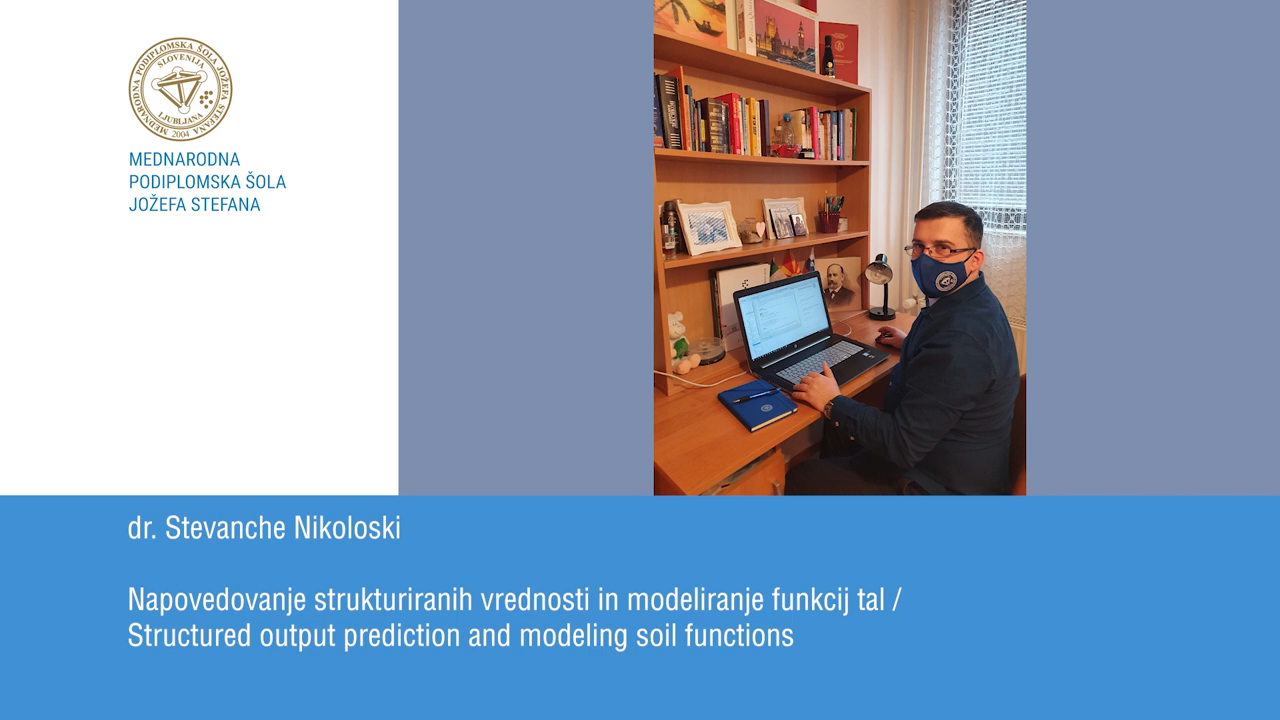 MEDNARODNA PODIPLOMSKA ŠOLA JOŽEFA STEFANA
SLOVENIJA
LJUBLJANA
2004
MEDNARODNA
PODIPLOMSKA ŠOLA
JOŽEFA STEFANA
dr. Stevanche Nikoloski
Napovedovanje strukturiranih vrednosti in modeliranje funkcij tal /
Structured output prediction and modeling soil functions